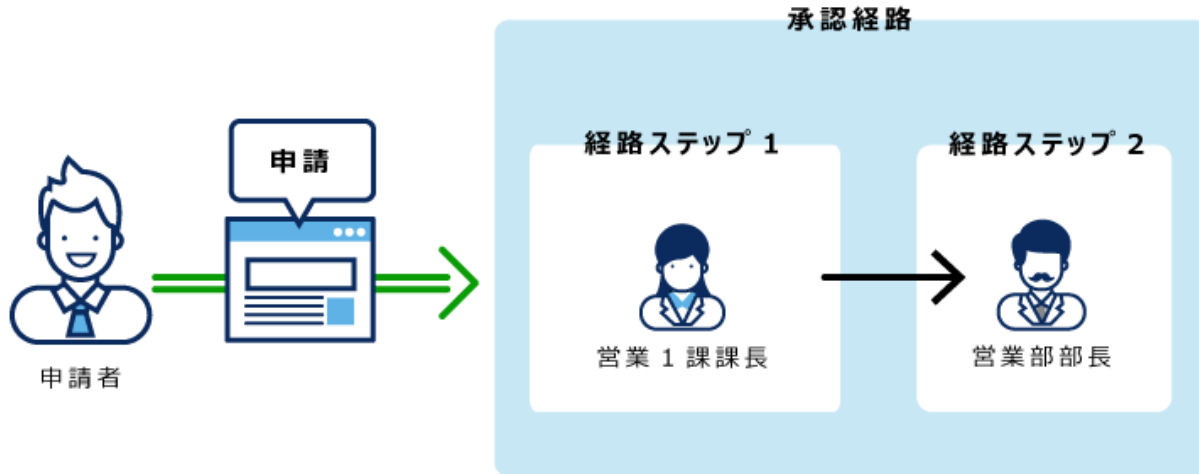 承認経路
申請
経路ステップ 1
経路ステップ 2
申請者
営業 1 課課長
営業部部長